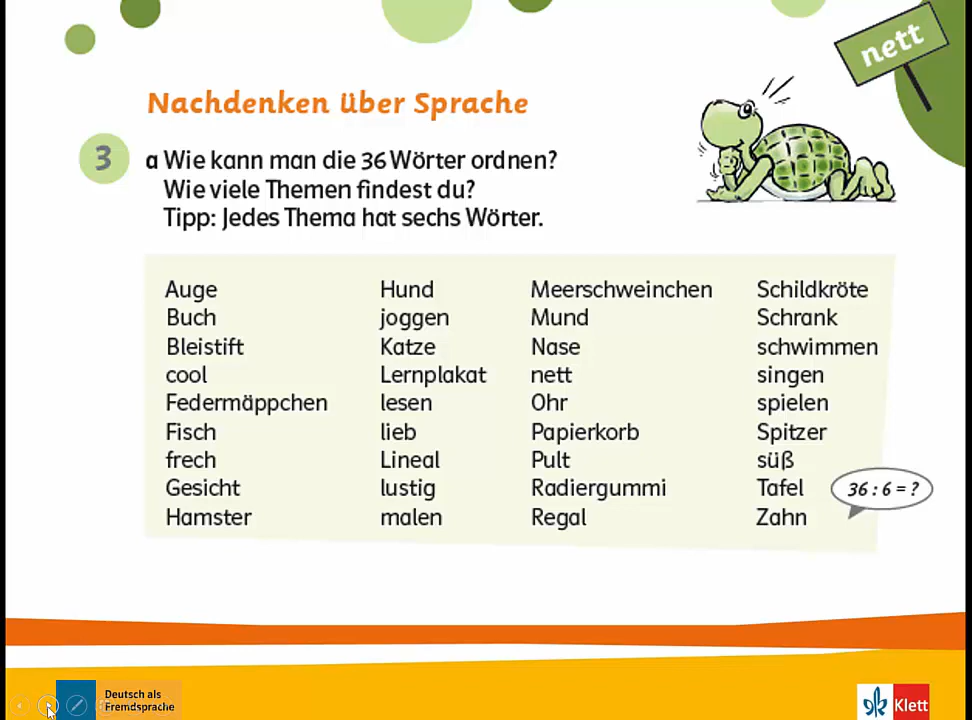 nett
Nachdenken über Sprache
3
a Wie kann man die 36 Wörter ordnen?
Wie viele Themen findest du?
Tipp: Jedes Thema hat sechs Wörter.
Auge
Buch
Bleistift
cool
Federmäppchen
Fisch
frech
Gesicht
Hamster
Hund
joggen
Katze
Lernplakat
lesen
lieb
Lineal
lustig
malen
Meerschweinchen
Mund
Nase
nett
Ohr
Papierkorb
Pult
Radiergummi
Regal
Schildkröte
Schrank
schwimmen
singen
spielen
Spitzer
süß
Tafel
Zahn
36 : 6 = ?
Deutsch als
Fremdsprache
Klett